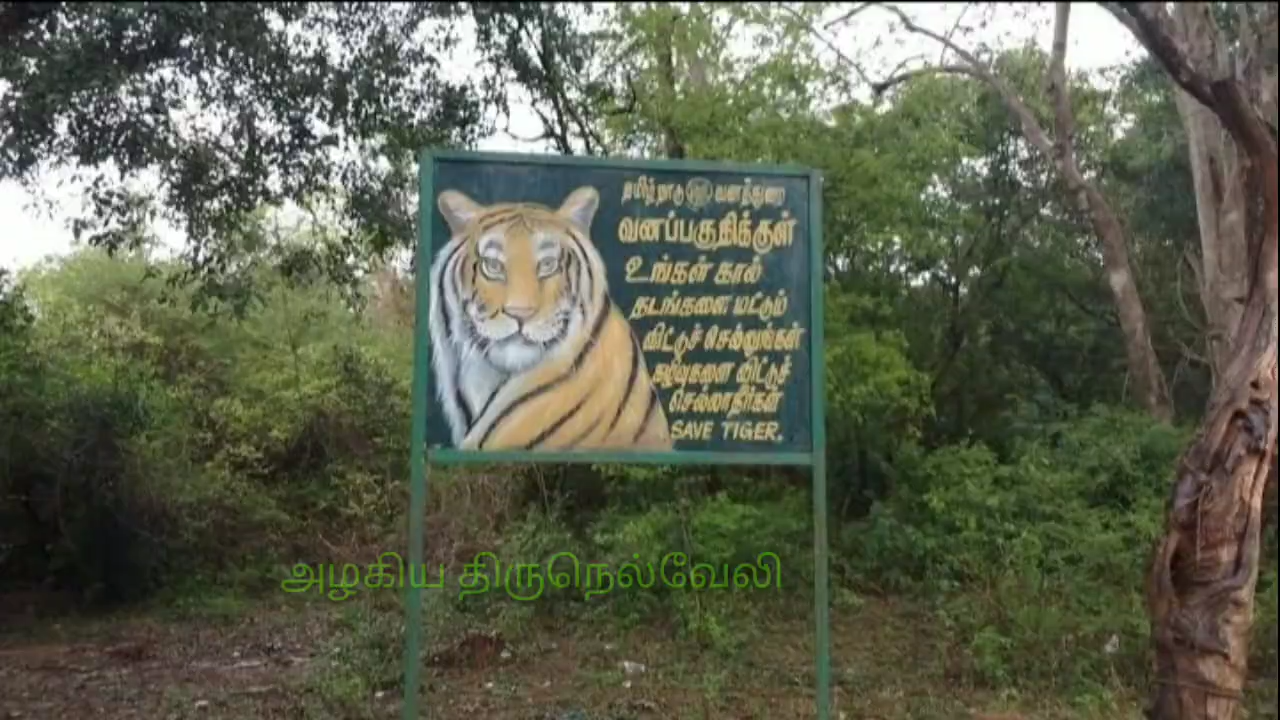 தமிழ்நாடு வனத்துறை
வனப்பகுதிக்குள்
உங்கள் கால்
தடங்களை மட்டும்
விட்டுச் செல்லுங்கள்
கழிவுகளை விட்டுச்
செல்லாதீர்கள்
SAVE TIGER.
அழகிய திருநெல்வேலி